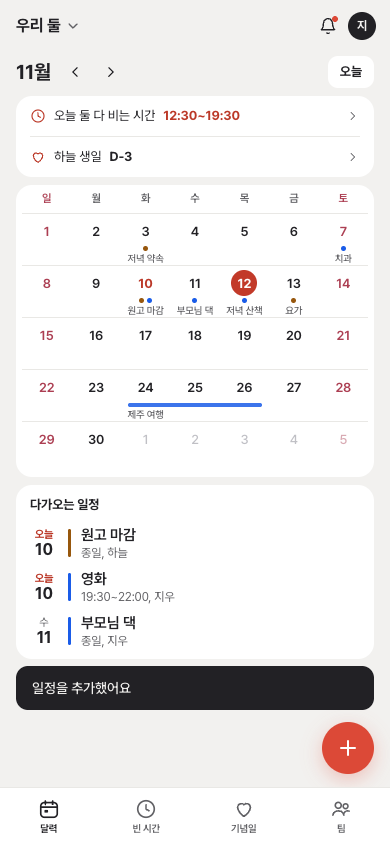 우리 둘
지
11월
오늘
오늘 둘 다 비는 시간 12:30~19:30
하늘 생일 D-3
일 월 화 수 목 금 토
1 2 3 4 5 6 7
저녁 약속 치과
8 9 10 11 12 13 14
원고 마감 부모님 댁 저녁 산책 요가
15 16 17 18 19 20 21
22 23 24 25 26 27 28
제주 여행
29 30 1 2 3 4 5
다가오는 일정
오늘
10
원고 마감
종일, 하늘
오늘
10
영화
19:30~22:00, 지우
수
11
부모님 댁
종일, 지우
일정을 추가했어요
달력 빈 시간 기념일 팀